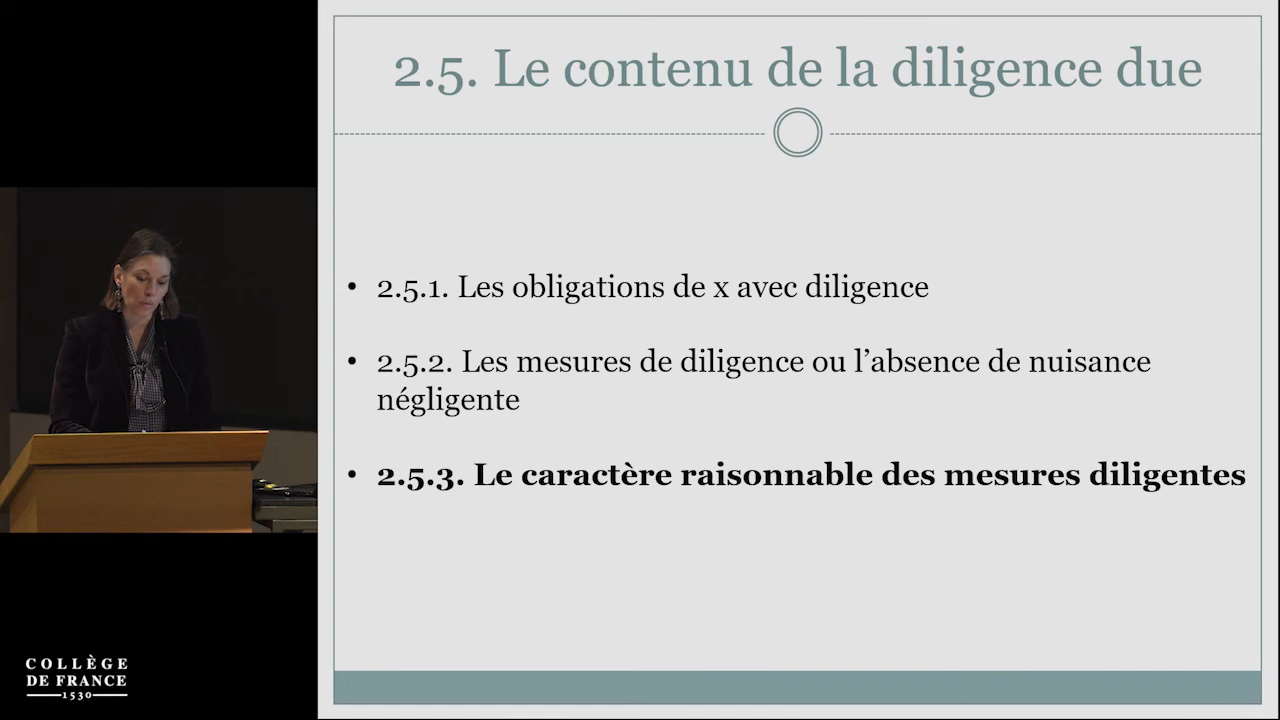 2.5. Le contenu de la diligence due
• 2.5.1. Les obligations de x avec diligence
• 2.5.2. Les mesures de diligence ou l’absence de nuisance
négligente
• 2.5.3. Le caractère raisonnable des mesures diligentes
COLLÈGE
DE FRANCE
1530